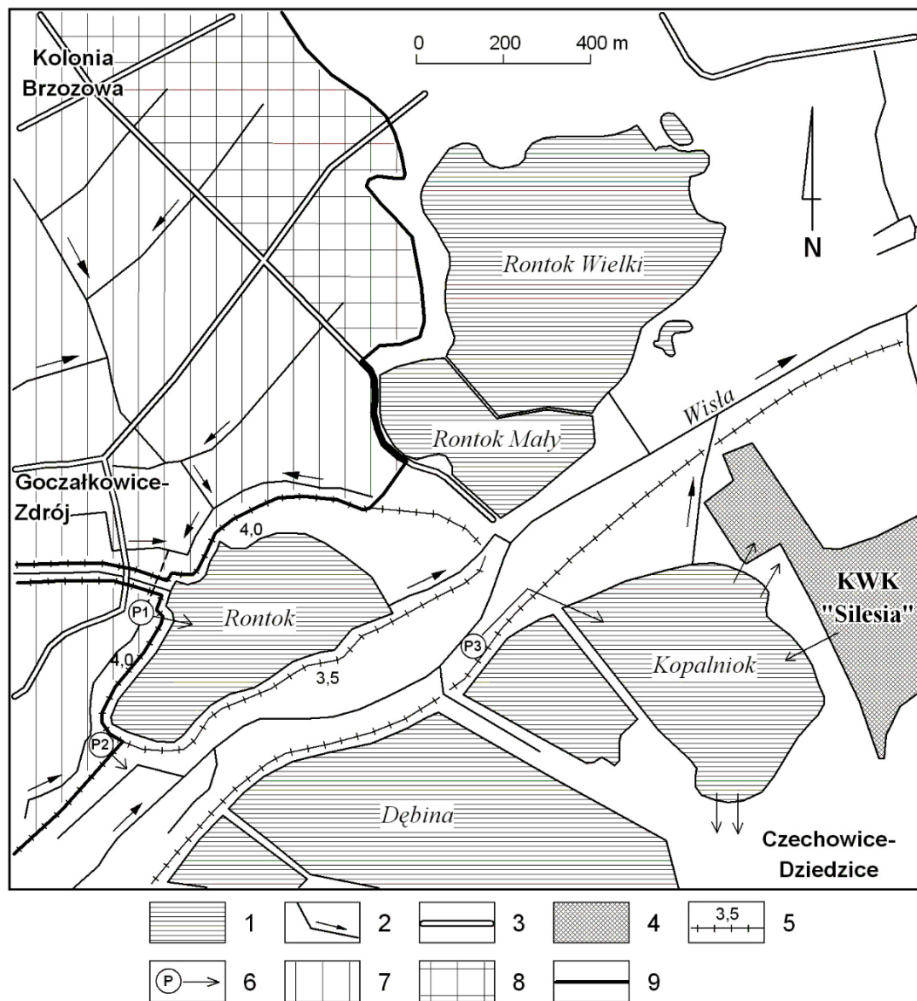 Kolonia
Brzozowa
0 200 400 m
Rontok Wielki
N
Wisła
Rontok Mały
Goczałkowice-
Zdrój
4,0
P1
Rontok
KWK
"Silesia"
P3
Kopalniok
4,0
3,5
P2
Dębina
Czechowice-
Dziedzice
1 2 3 4 3,5 5
P 6 7 8 9